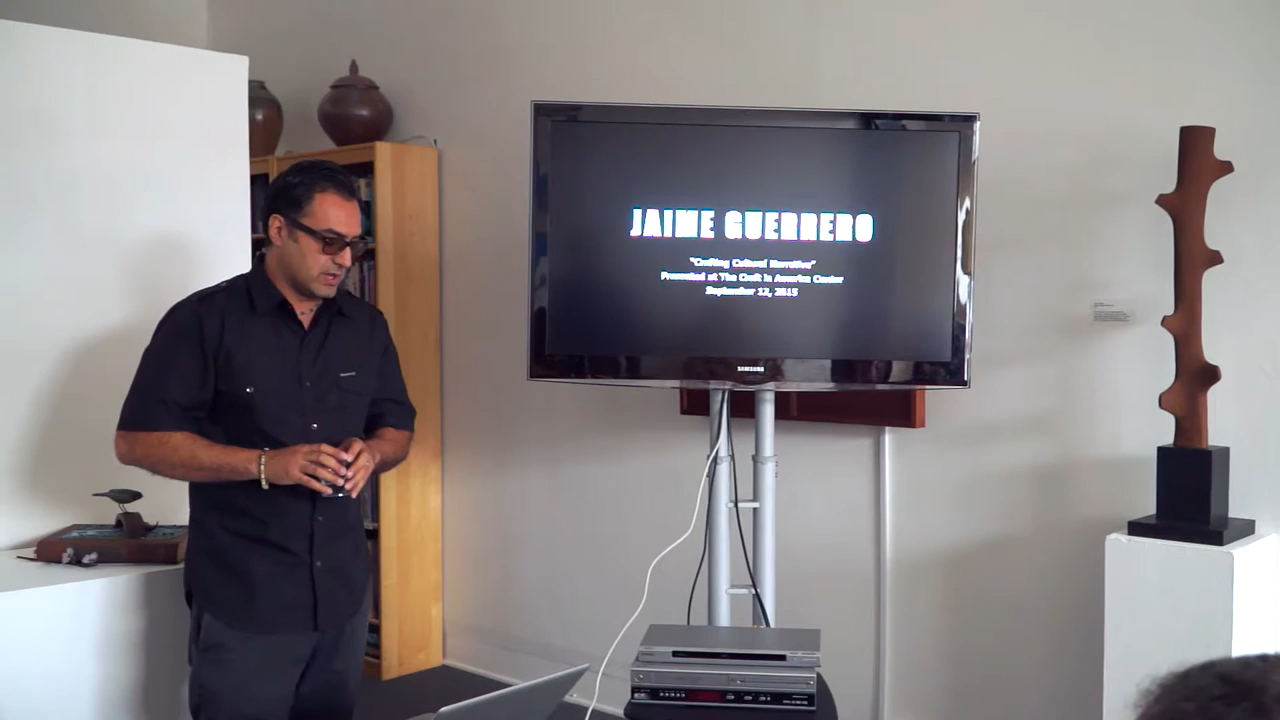 JAIME GUERRERO
"Crafting Cultural Narrative"
Presented at The Craft in America Center
September 12, 2015
SAMSUNG